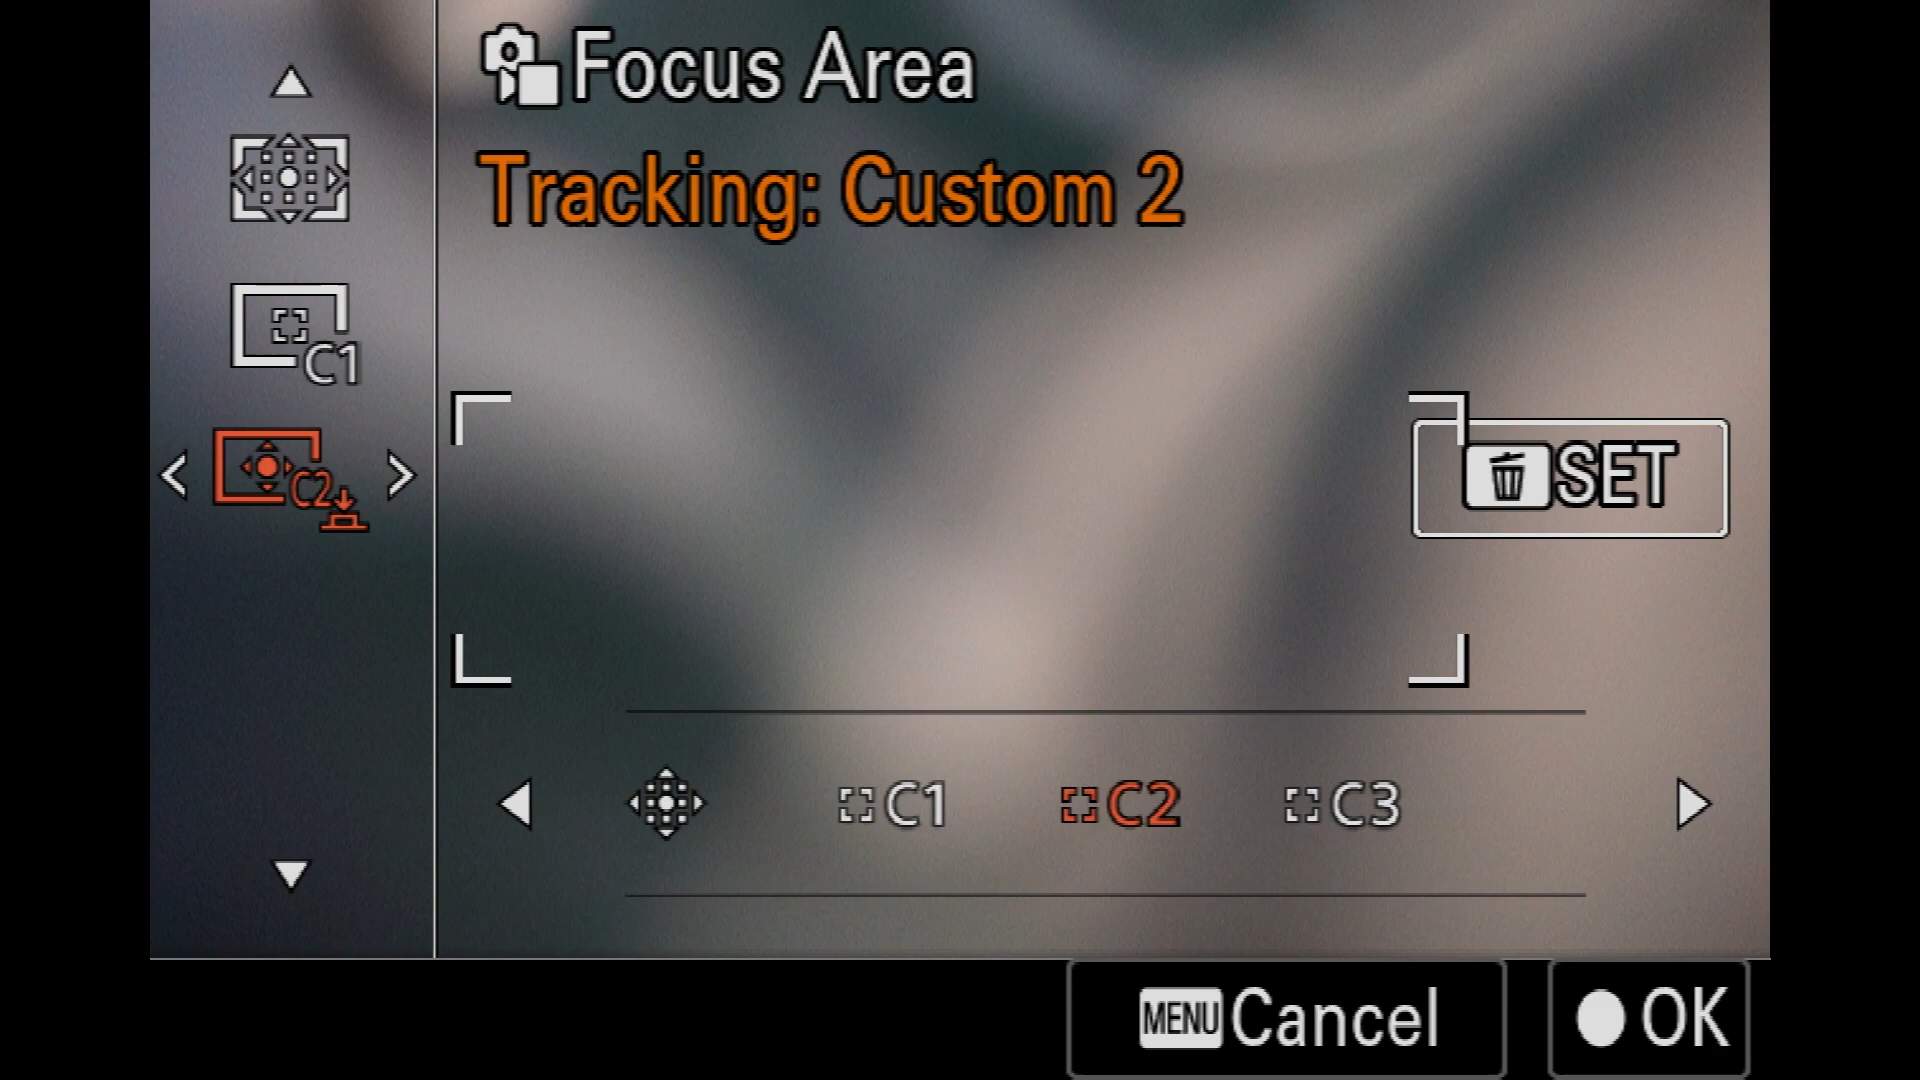 Focus Area
Tracking: Custom 2
C1
C2
SET
C1 C2 C3
MENU Cancel OK